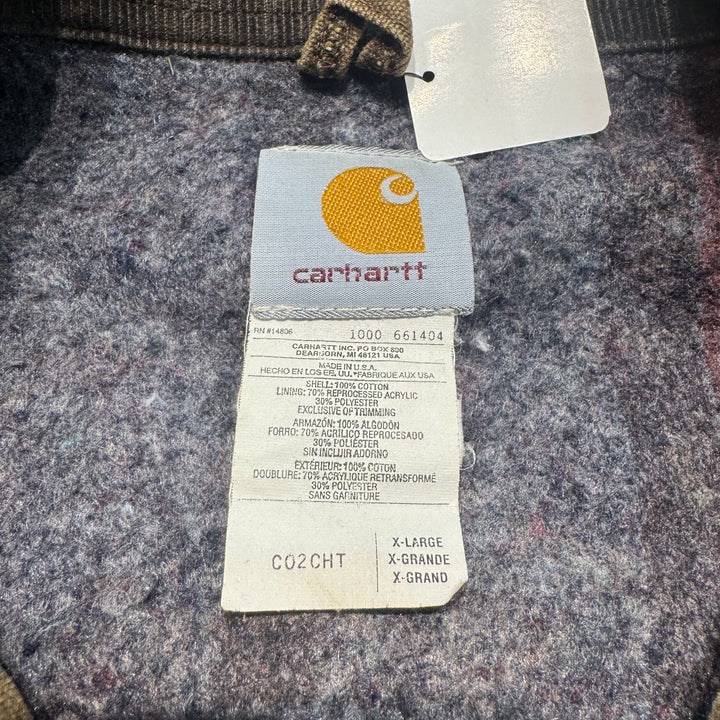 carhartt
RN #14806 1000 661404
CARHARTT INC. PO BOX 600
DEARBORN, MI 48121 USA
MADE IN U.S.A.
HECHO EN LOS EE. UU. *FABRIQUE AUX USA
SHELL: 100% COTTON
LINING: 70% REPROCESSED ACRYLIC
30% POLYESTER
EXCLUSIVE OF TRIMMING
ARMAZÓN: 100% ALGODÓN
FORRO: 70% ACRILICO REPROCESADO
30% POLIÉSTER
SIN INCLUIR ADORNO
EXTÉRIEUR: 100% COTON
DOUBLURE: 70% ACRYLIQUE RETRANSFORMÉ
30% POLYESTER
SANS GARNITURE
C02CHT
X-LARGE
X-GRANDE
X-GRAND